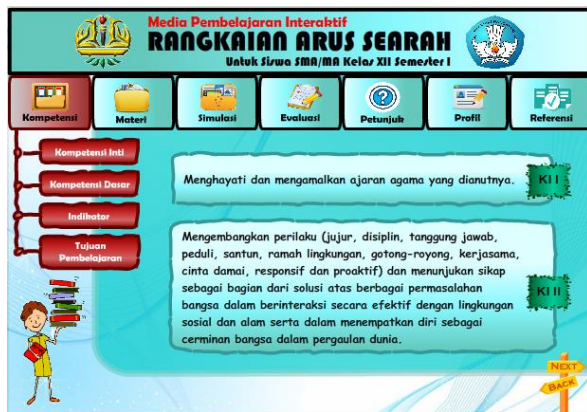 Media Pembelajaran Interaktif
RANGKAIAN ARUS SEARAH
Untuk Siswa SMA/MA Kelas XII Semester I
Kompetensi
Materi
Simulasi
Evaluasi
Petunjuk
Profil
Referensi
Kompetensi Inti
Kompetensi Dasar
Indikator
Tujuan
Pembelajaran
Menghayati dan mengamalkan ajaran agama yang dianutnya.
KI I
Mengembangkan perilaku (jujur, disiplin, tanggung jawab,
peduli, santun, ramah lingkungan, gotong-royong, kerjasama,
cinta damai, responsif dan proaktif) dan menunjukan sikap
sebagai bagian dari solusi atas berbagai permasalahan
bangsa dalam berinteraksi secara efektif dengan lingkungan
sosial dan alam serta dalam menempatkan diri sebagai
cerminan bangsa dalam pergaulan dunia.
KI II
NEXT
BACK